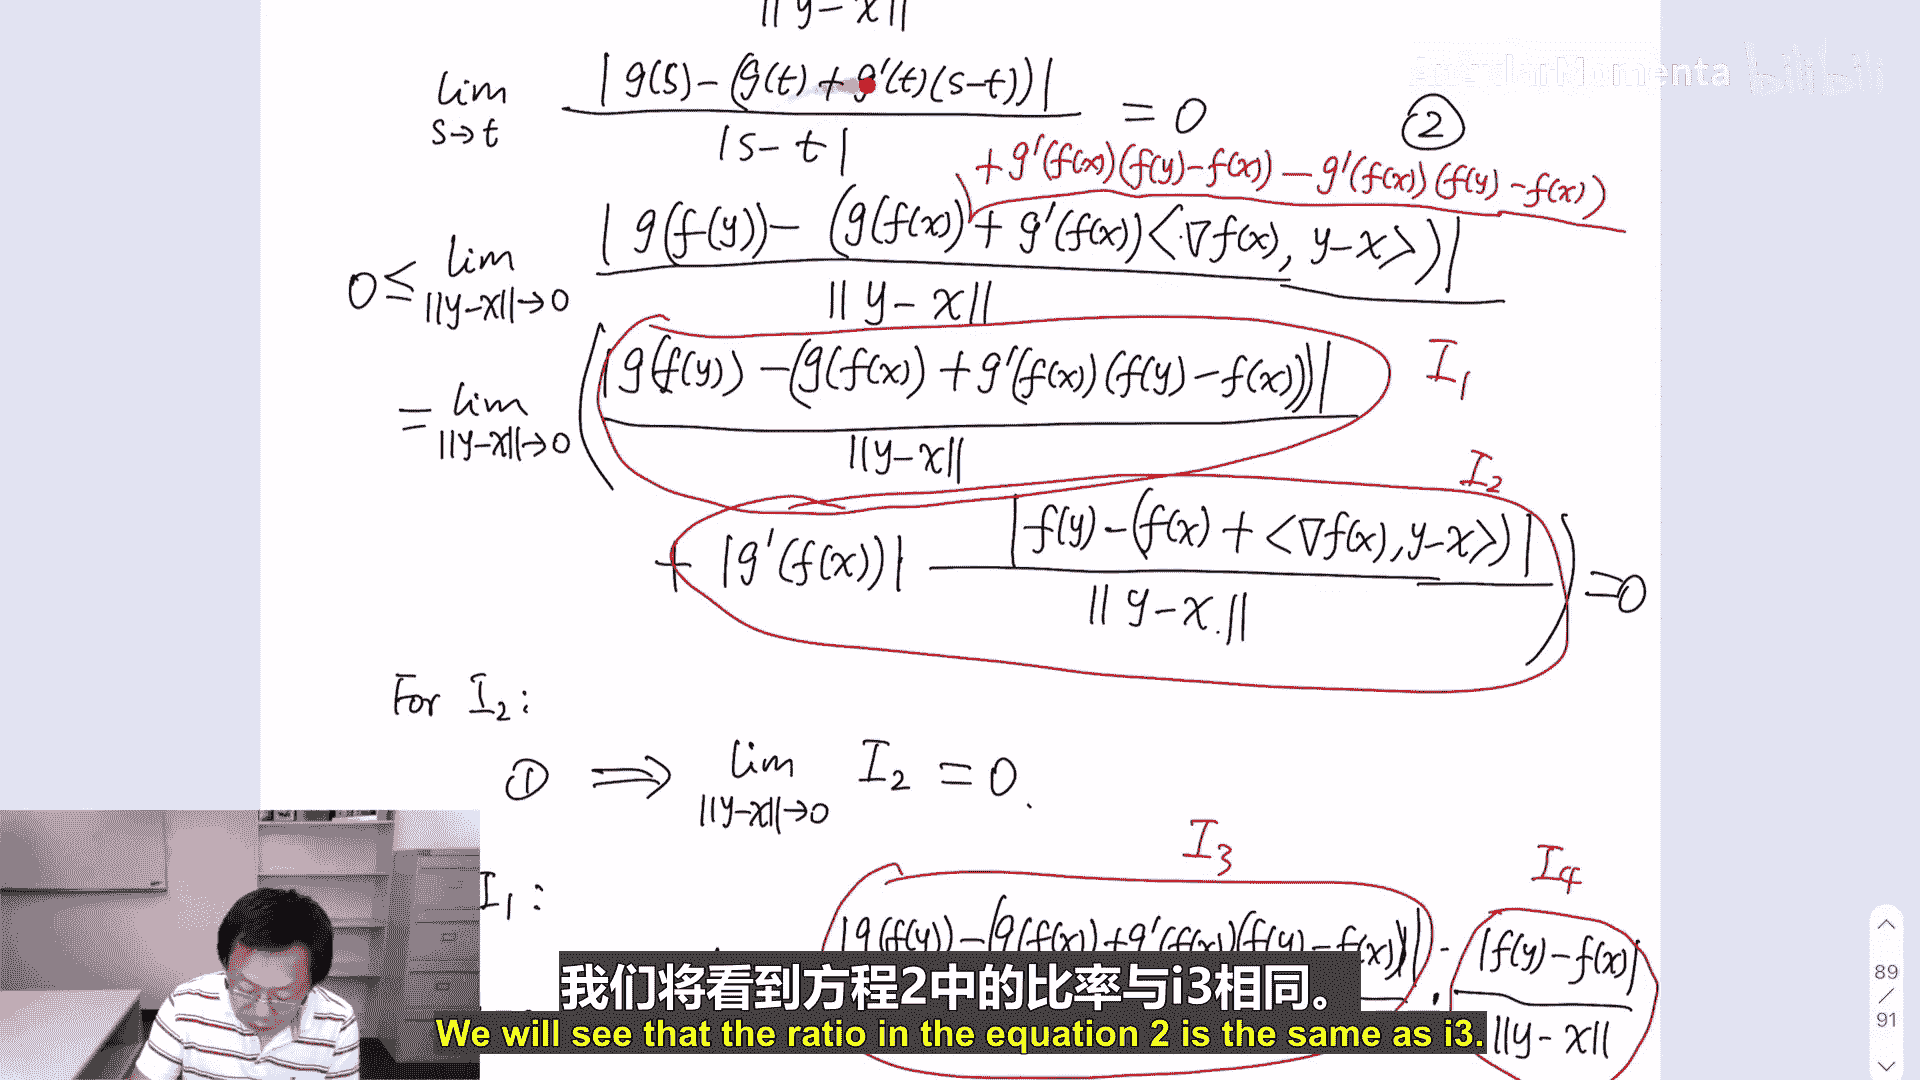 ||y-x||
lim s→t |g(s)-(g(t)+g'(t)(s-t))| / |s-t| = 0 ②
+g'(f(x))(f(y)-f(x))-g'(f(x))(f(y)-f(x))
0≤ lim ||y-x||→0 |g(f(y))-(g(f(x))+g'(f(x))<∇f(x), y-x>)| / ||y-x||
= lim ||y-x||→0 ( |g(f(y))-(g(f(x))+g'(f(x))(f(y)-f(x)))| / ||y-x|| I₁
+ |g'(f(x))| |f(y)-(f(x)+<∇f(x),y-x>)| / ||y-x|| ) =0 I₂
For I₂:
① ⟹ lim ||y-x||→0 I₂ = 0.
I₃ I₄
I₁:
|g(f(y))-(g(f(x))+g'(f(x))(f(y)-f(x)))| · |f(y)-f(x)| / ||y-x||
我们将看到方程2中的比率与i3相同。
We will see that the ratio in the equation 2 is the same as i3.
bilibili
89
/
91